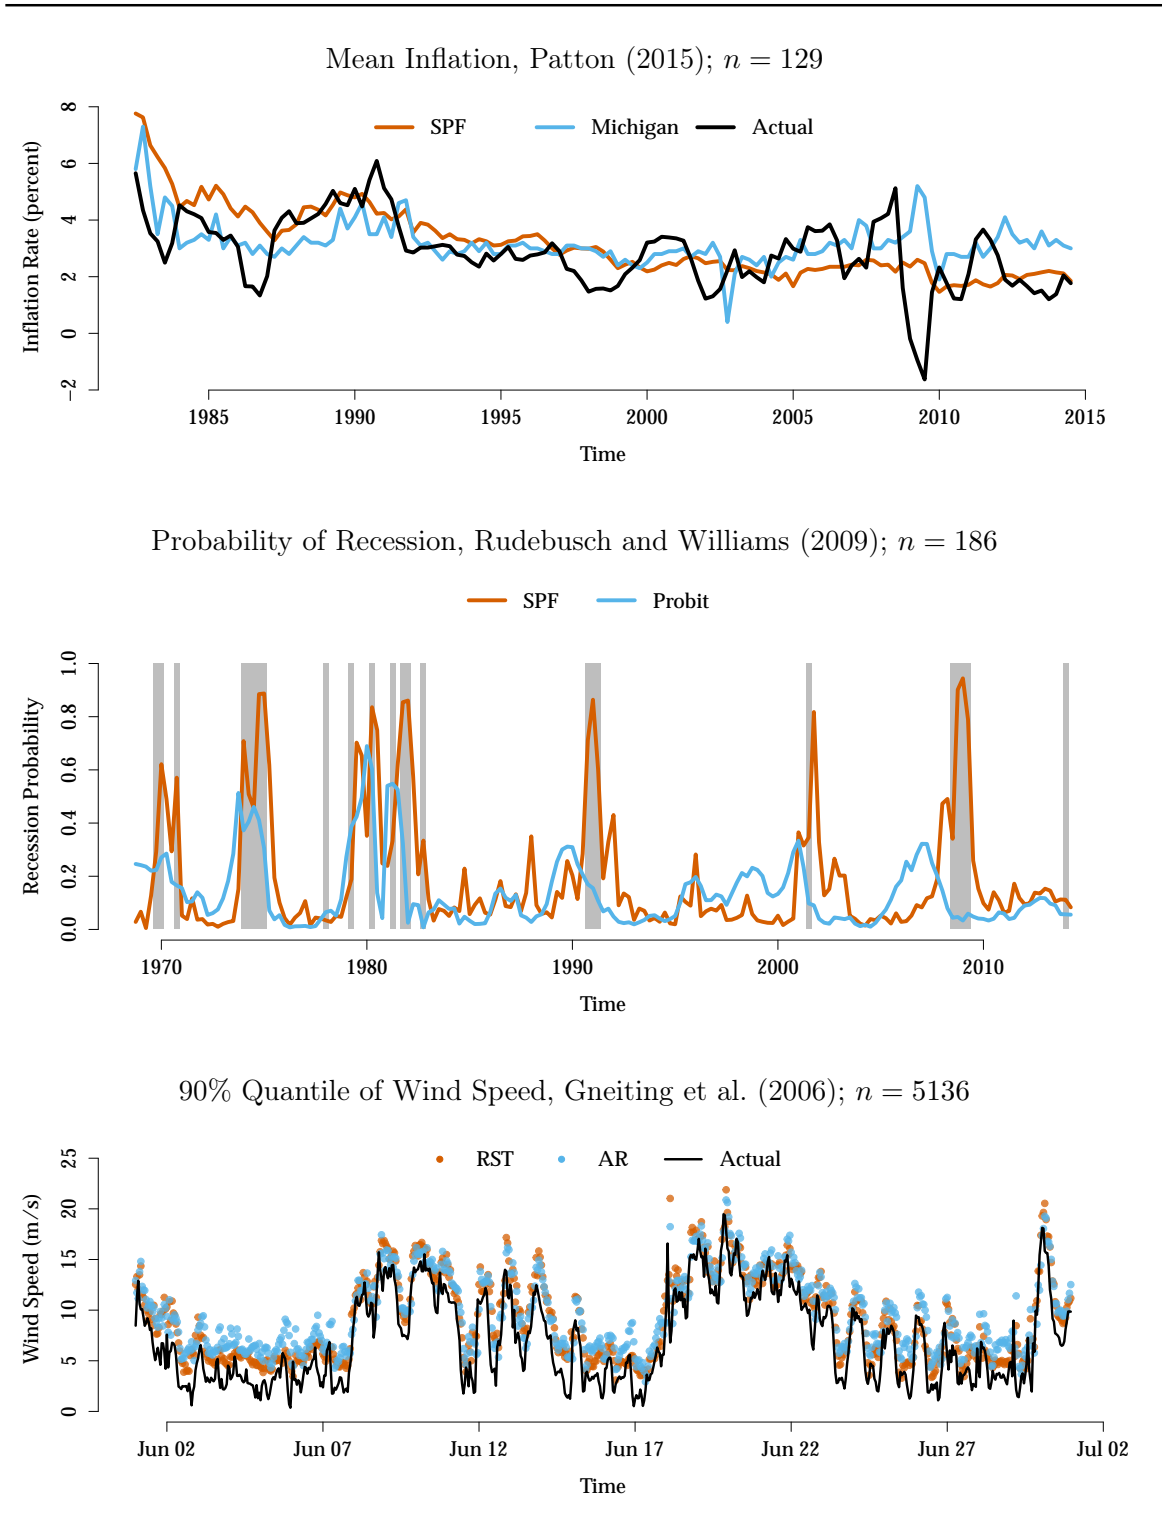 Mean Inflation, Patton (2015); n = 129
SPF Michigan Actual
Inflation Rate (percent)
8
6
4
2
0
−2
1985 1990 1995 2000 2005 2010 2015
Time
Probability of Recession, Rudebusch and Williams (2009); n = 186
SPF Probit
Recession Probability
1.0
0.8
0.6
0.4
0.2
0.0
1970 1980 1990 2000 2010
Time
90% Quantile of Wind Speed, Gneiting et al. (2006); n = 5136
RST AR Actual
Wind Speed (m/s)
25
20
15
10
5
0
Jun 02 Jun 07 Jun 12 Jun 17 Jun 22 Jun 27 Jul 02
Time